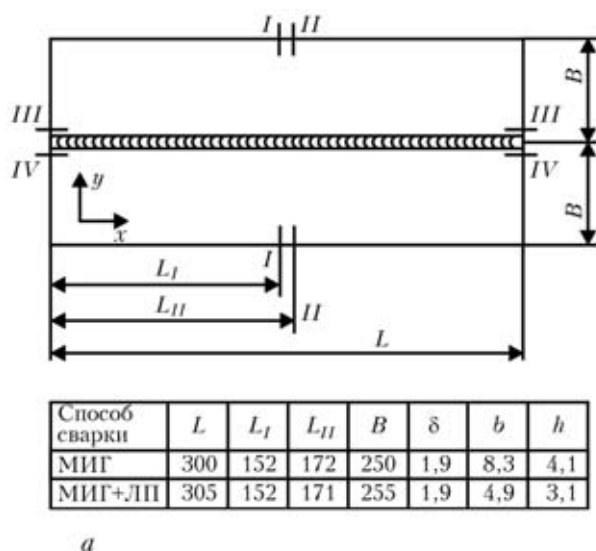 I II
B
III III
IV IV
y
B
x
I
L_I
L_II II
L
Способ сварки L L_I L_II B δ b h
МИГ 300 152 172 250 1,9 8,3 4,1
МИГ+ЛП 305 152 171 255 1,9 4,9 3,1
а